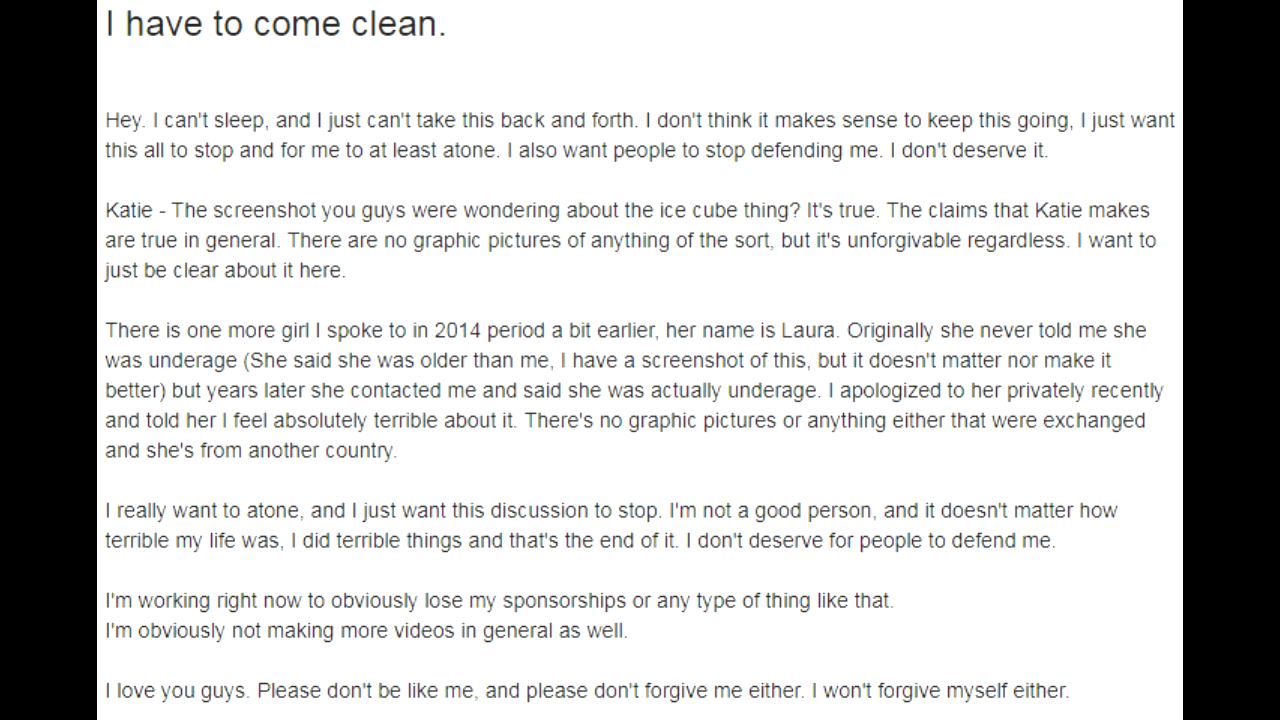 I have to come clean.
Hey. I can't sleep, and I just can't take this back and forth. I don't think it makes sense to keep this going, I just want
this all to stop and for me to at least atone. I also want people to stop defending me. I don't deserve it.
Katie - The screenshot you guys were wondering about the ice cube thing? It's true. The claims that Katie makes
are true in general. There are no graphic pictures of anything of the sort, but it's unforgivable regardless. I want to
just be clear about it here.
There is one more girl I spoke to in 2014 period a bit earlier, her name is Laura. Originally she never told me she
was underage (She said she was older than me, I have a screenshot of this, but it doesn't matter nor make it
better) but years later she contacted me and said she was actually underage. I apologized to her privately recently
and told her I feel absolutely terrible about it. There's no graphic pictures or anything either that were exchanged
and she's from another country.
I really want to atone, and I just want this discussion to stop. I'm not a good person, and it doesn't matter how
terrible my life was, I did terrible things and that's the end of it. I don't deserve for people to defend me.
I'm working right now to obviously lose my sponsorships or any type of thing like that.
I'm obviously not making more videos in general as well.
I love you guys. Please don't be like me, and please don't forgive me either. I won't forgive myself either.